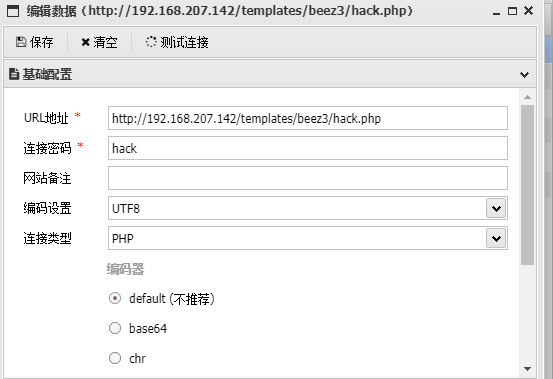 编辑数据 (http://192.168.207.142/templates/beez3/hack.php)
保存 清空 测试连接
基础配置
URL地址 * http://192.168.207.142/templates/beez3/hack.php
连接密码 * hack
网站备注
编码设置 UTF8
连接类型 PHP
编码器
default (不推荐)
base64
chr